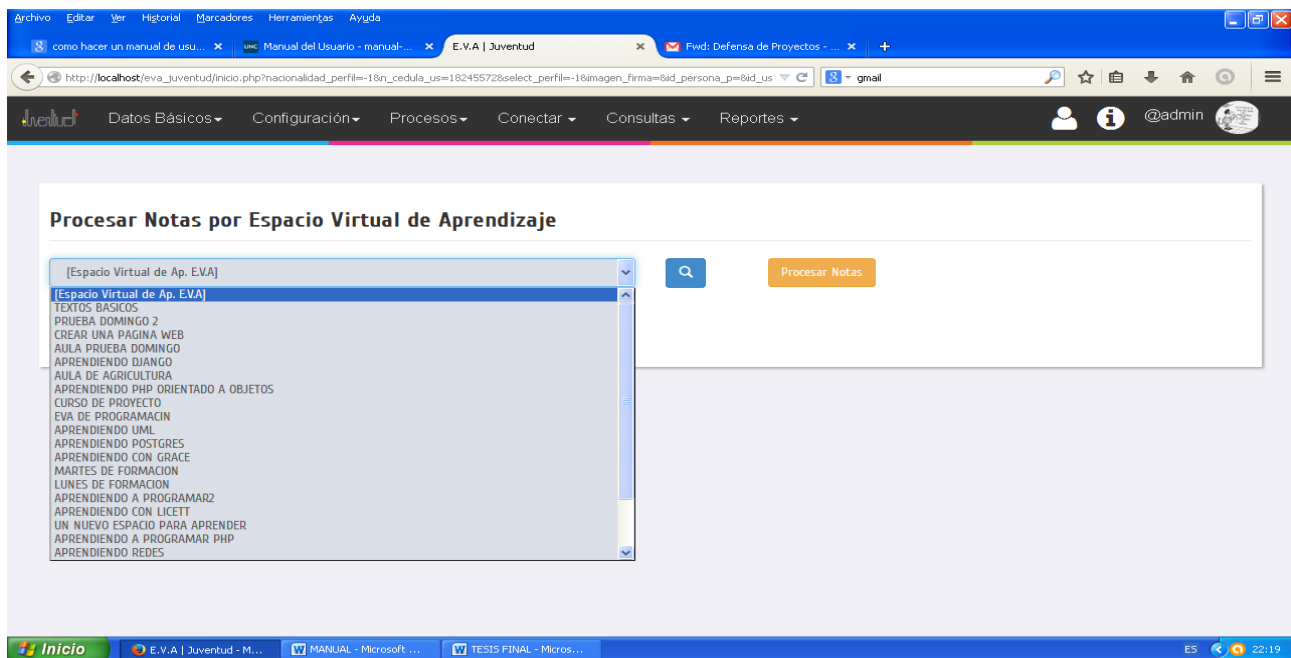 Archivo Editar Ver Historial Marcadores Herramientas Ayuda
como hacer un manual de usu... Manual del Usuario - manual-... E.V.A | Juventud Fwd: Defensa de Proyectos - ...
http://localhost/eva_juventud/inicio.php?nacionalidad_perfil=-1&n_cedula_us=18245572&select_perfil=-1&imagen_firma=&id_persona_p=&id_us gmail
Juventud Datos Básicos Configuración Procesos Conectar Consultas Reportes @admin
Procesar Notas por Espacio Virtual de Aprendizaje
[Espacio Virtual de Ap. E.V.A] Procesar Notas
[Espacio Virtual de Ap. E.V.A]
TEXTOS BASICOS
PRUEBA DOMINGO 2
CREAR UNA PAGINA WEB
AULA PRUEBA DOMINGO
APRENDIENDO DJANGO
AULA DE AGRICULTURA
APRENDIENDO PHP ORIENTADO A OBJETOS
CURSO DE PROYECTO
EVA DE PROGRAMACIN
APRENDIENDO UML
APRENDIENDO POSTGRES
APRENDIENDO CON GRACE
MARTES DE FORMACION
LUNES DE FORMACION
APRENDIENDO A PROGRAMAR2
APRENDIENDO CON LICETT
UN NUEVO ESPACIO PARA APRENDER
APRENDIENDO A PROGRAMAR PHP
APRENDIENDO REDES
Inicio E.V.A | Juventud - M... MANUAL - Microsoft ... TESIS FINAL - Micros... ES 22:19